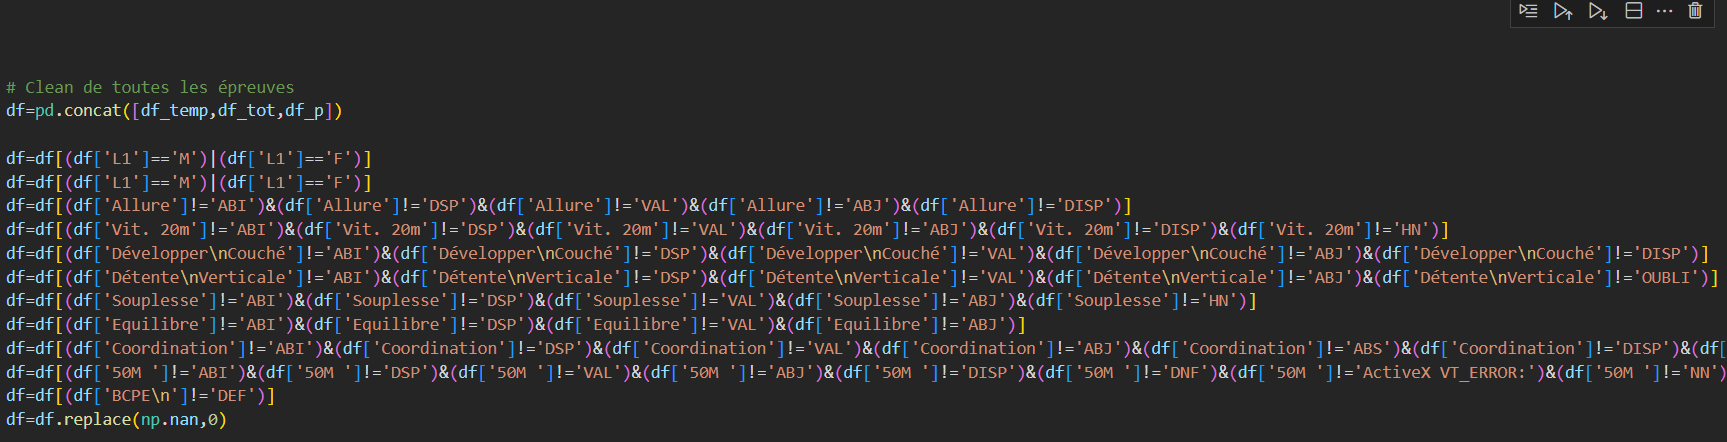 # Clean de toutes les épreuves
df=pd.concat([df_temp,df_tot,df_p])
df=df[(df['L1']=='M')|(df['L1']=='F')]
df=df[(df['L1']=='M')|(df['L1']=='F')]
df=df[(df['Allure']!='ABI')&(df['Allure']!='DSP')&(df['Allure']!='VAL')&(df['Allure']!='ABJ')&(df['Allure']!='DISP')]
df=df[(df['Vit. 20m']!='ABI')&(df['Vit. 20m']!='DSP')&(df['Vit. 20m']!='VAL')&(df['Vit. 20m']!='ABJ')&(df['Vit. 20m']!='DISP')&(df['Vit. 20m']!='HN')]
df=df[(df['Développer\nCouché']!='ABI')&(df['Développer\nCouché']!='DSP')&(df['Développer\nCouché']!='VAL')&(df['Développer\nCouché']!='ABJ')&(df['Développer\nCouché']!='DISP')]
df=df[(df['Détente\nVerticale']!='ABI')&(df['Détente\nVerticale']!='DSP')&(df['Détente\nVerticale']!='VAL')&(df['Détente\nVerticale']!='ABJ')&(df['Détente\nVerticale']!='OUBLI')]
df=df[(df['Souplesse']!='ABI')&(df['Souplesse']!='DSP')&(df['Souplesse']!='VAL')&(df['Souplesse']!='ABJ')&(df['Souplesse']!='HN')]
df=df[(df['Equilibre']!='ABI')&(df['Equilibre']!='DSP')&(df['Equilibre']!='VAL')&(df['Equilibre']!='ABJ')]
df=df[(df['Coordination']!='ABI')&(df['Coordination']!='DSP')&(df['Coordination']!='VAL')&(df['Coordination']!='ABJ')&(df['Coordination']!='ABS')&(df['Coordination']!='DISP')&(df[
df=df[(df['50M ']!='ABI')&(df['50M ']!='DSP')&(df['50M ']!='VAL')&(df['50M ']!='ABJ')&(df['50M ']!='DISP')&(df['50M ']!='DNF')&(df['50M ']!='ActiveX VT_ERROR:')&(df['50M ']!='NN')
df=df[(df['BCPE\n']!='DEF')]
df=df.replace(np.nan,0)